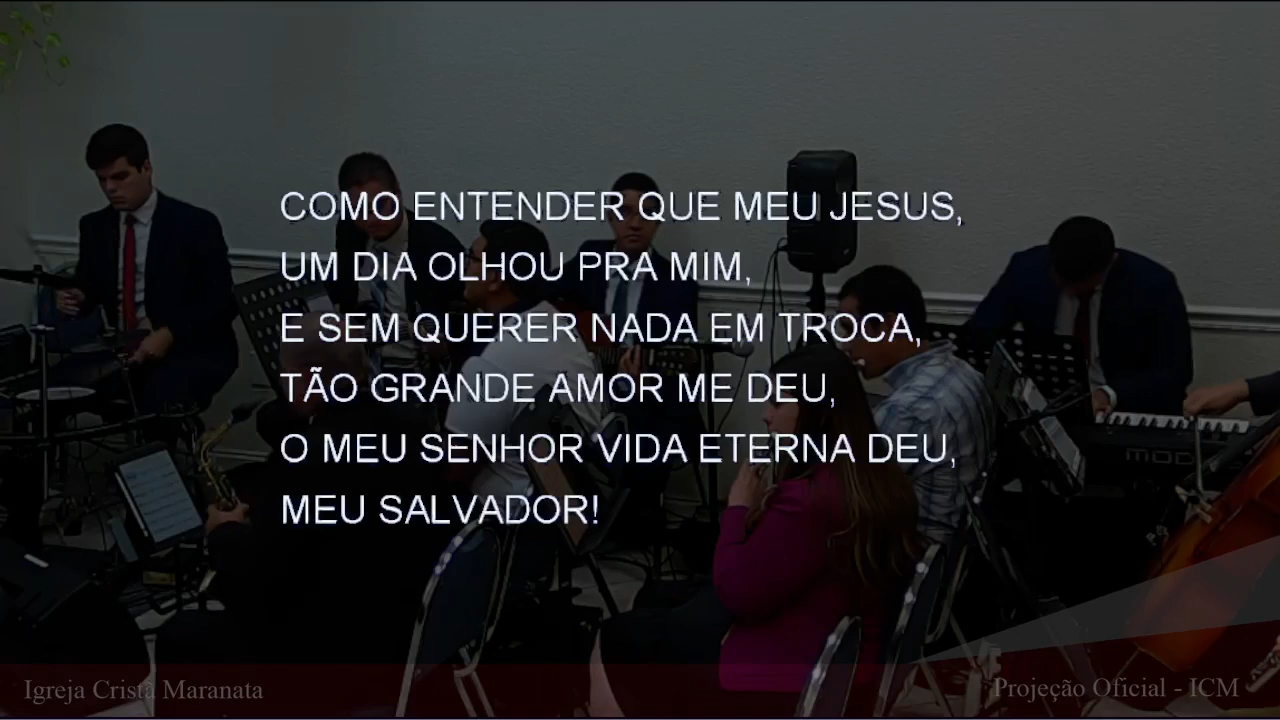 COMO ENTENDER QUE MEU JESUS,
UM DIA OLHOU PRA MIM,
E SEM QUERER NADA EM TROCA,
TÃO GRANDE AMOR ME DEU,
O MEU SENHOR VIDA ETERNA DEU,
MEU SALVADOR!
Igreja Cristã Maranata
Projeção Oficial - ICM